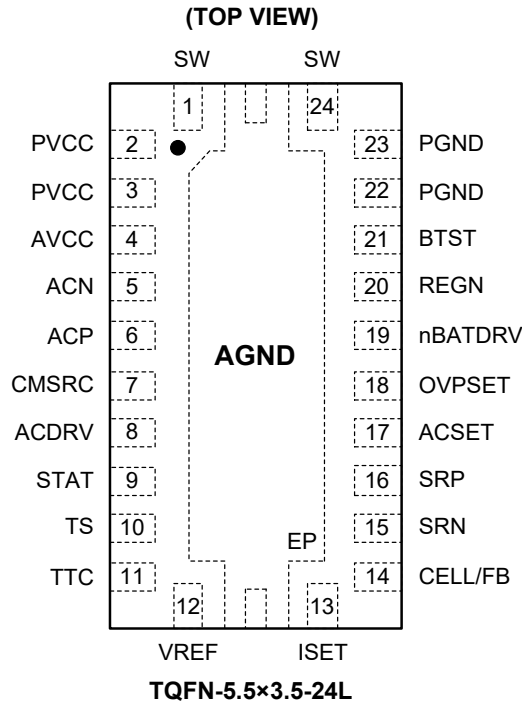 (TOP VIEW)
SW SW
1 24
PVCC 2 23 PGND
PVCC 3 22 PGND
AVCC 4 21 BTST
ACN 5 20 REGN
ACP 6 19 nBATDRV
AGND
CMSRC 7 18 OVPSET
ACDRV 8 17 ACSET
STAT 9 16 SRP
TS 10 15 SRN
EP
TTC 11 14 CELL/FB
12 13
VREF ISET
TQFN-5.5×3.5-24L